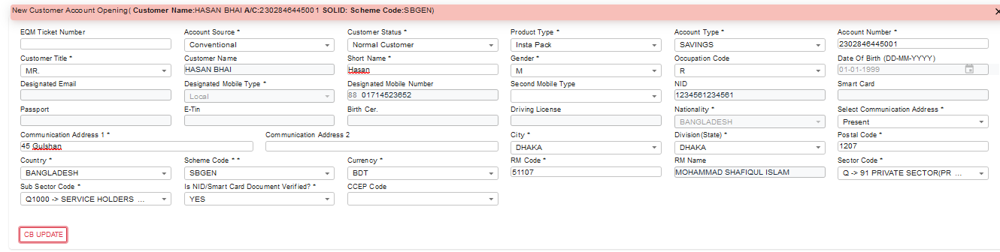 New Customer Account Opening( Customer Name:HASAN BHAI A/C:2302846445001 SOLID: Scheme Code:SBGEN)
EQM Ticket Number Account Source * Customer Status * Product Type * Account Type * Account Number *
Conventional Normal Customer Insta Pack SAVINGS 2302846445001
Customer Title * Customer Name Short Name * Gender * Occupation Code Date Of Birth (DD-MM-YYYY)
MR. HASAN BHAI Hasan M R 01-01-1999
Designated Email Designated Mobile Type * Designated Mobile Number Second Mobile Type NID Smart Card
Local 88 01714523652 1234561234561
Passport E-Tin Birth Cer. Driving License Nationality * Select Communication Address *
BANGLADESH Present
Communication Address 1 * Communication Address 2 City * Division(State) * Postal Code *
45 Gulshan DHAKA DHAKA 1207
Country * Scheme Code * * Currency * RM Code * RM Name Sector Code *
BANGLADESH SBGEN BDT 51107 MOHAMMAD SHAFIQUL ISLAM Q -> 91 PRIVATE SECTOR(PR ...
Sub Sector Code * Is NID/Smart Card Document Verified? * CCEP Code
Q1000 -> SERVICE HOLDERS ... YES
CB UPDATE